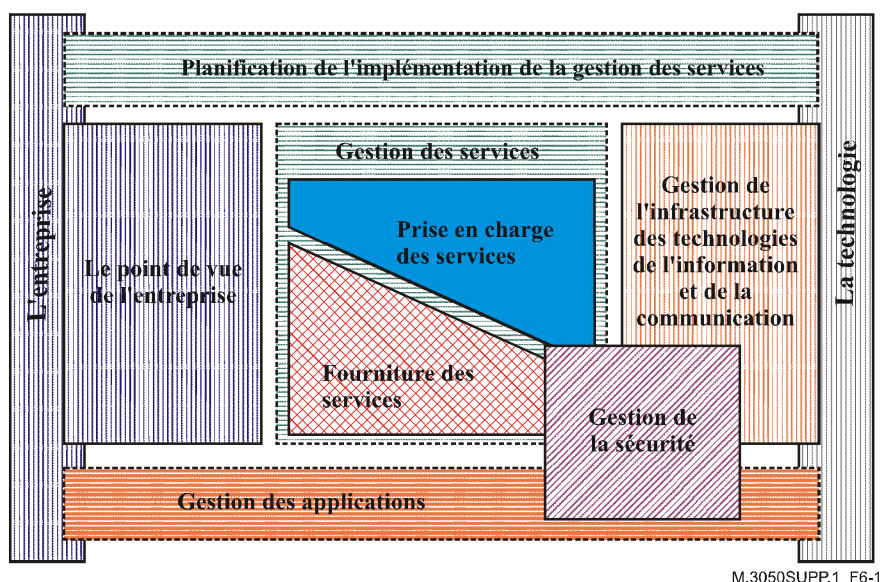 Planification de l'implémentation de la gestion des services
L'entreprise
Le point de vue
de l'entreprise
Gestion des services
Prise en charge
des services
Fourniture des
services
Gestion de
l'infrastructure
des technologies
de l'information
et de la
communication
La technologie
Gestion de
la sécurité
Gestion des applications
M.3050SUPP.1_F6-1